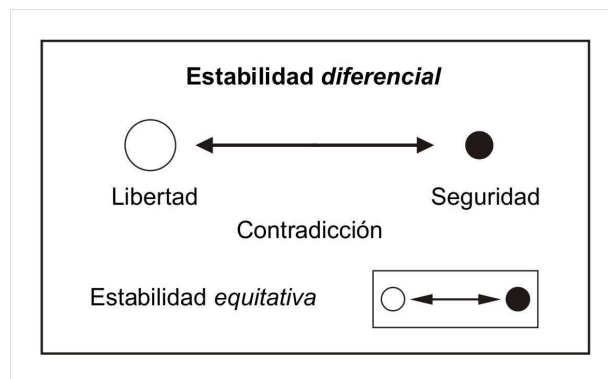 Estabilidad diferencial
Libertad
Seguridad
Contradicción
Estabilidad equitativa